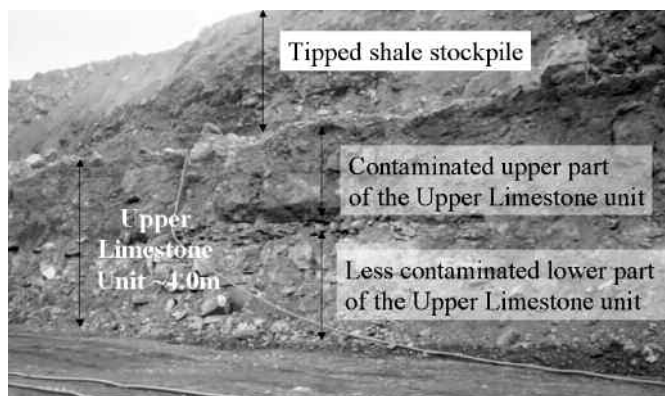 Tipped shale stockpile
Contaminated upper part
of the Upper Limestone unit
Upper
Limestone
Unit ~4.0m
Less contaminated lower part
of the Upper Limestone unit